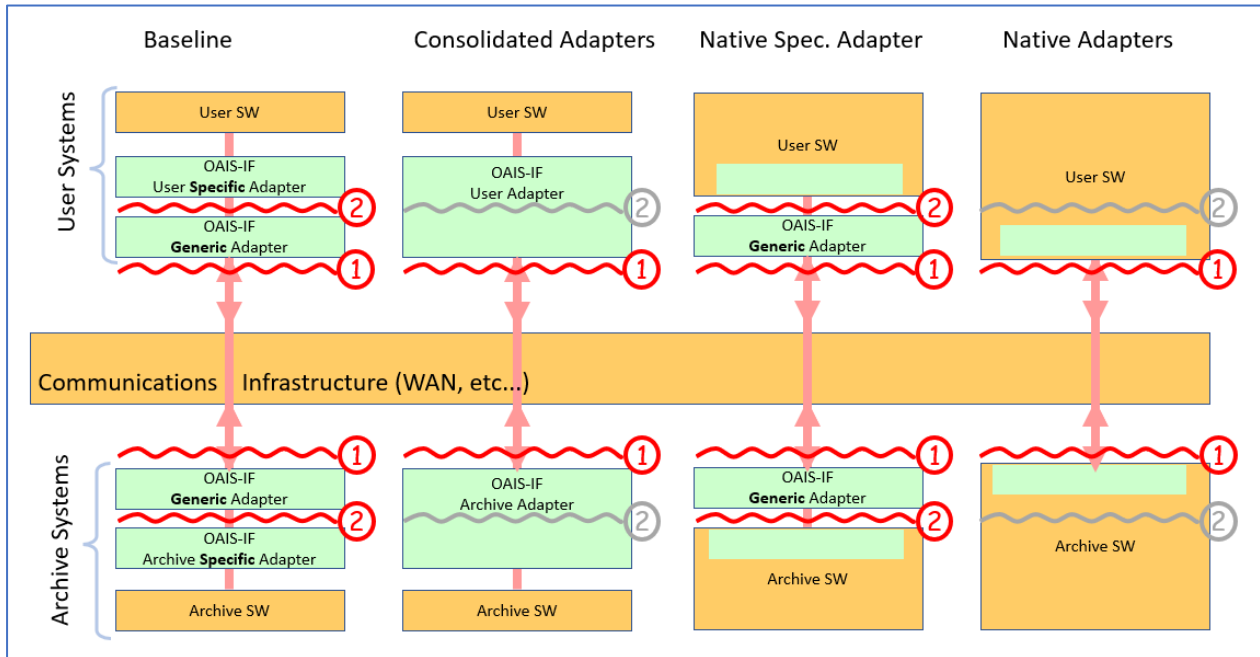 Baseline
Consolidated Adapters
Native Spec. Adapter
Native Adapters
User Systems
User SW
User SW
User SW
User SW
OAIS-IF
User Specific Adapter
2
OAIS-IF
Generic Adapter
1
OAIS-IF
User Adapter
2
1
2
OAIS-IF
Generic Adapter
1
2
1
Communications Infrastructure (WAN, etc...)
Archive Systems
1
OAIS-IF
Generic Adapter
2
OAIS-IF
Archive Specific Adapter
Archive SW
1
OAIS-IF
Archive Adapter
2
Archive SW
1
OAIS-IF
Generic Adapter
2
Archive SW
1
2
Archive SW